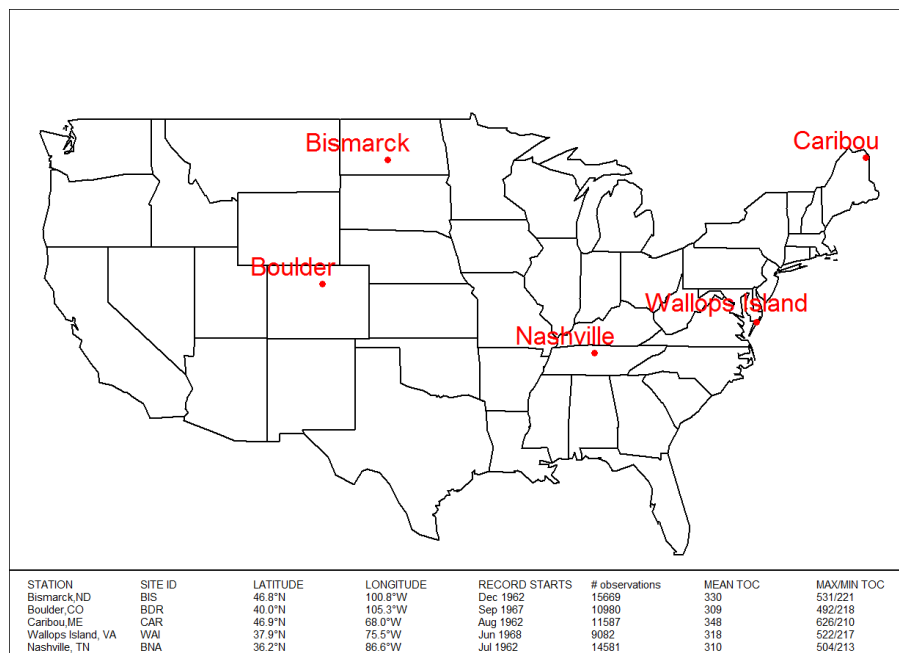 Bismarck
Caribou
Boulder
Wallops Island
Nashville
STATION SITE ID LATITUDE LONGITUDE RECORD STARTS # observations MEAN TOC MAX/MIN TOC
Bismarck,ND BIS 46.8°N 100.8°W Dec 1962 15669 330 531/221
Boulder,CO BDR 40.0°N 105.3°W Sep 1967 10980 309 492/218
Caribou,ME CAR 46.9°N 68.0°W Aug 1962 11587 348 626/210
Wallops Island, VA WAI 37.9°N 75.5°W Jun 1968 9082 318 522/217
Nashville, TN BNA 36.2°N 86.6°W Jul 1962 14581 310 504/213